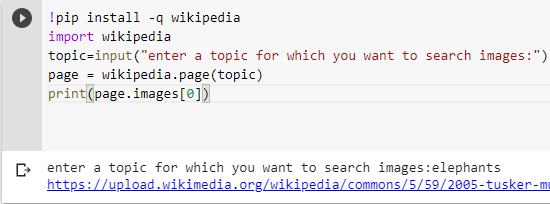 !pip install -q wikipedia
import wikipedia
topic=input("enter a topic for which you want to search images:")
page = wikipedia.page(topic)
print(page.images[0])
enter a topic for which you want to search images:elephants
https://upload.wikimedia.org/wikipedia/commons/5/59/2005-tusker-mu